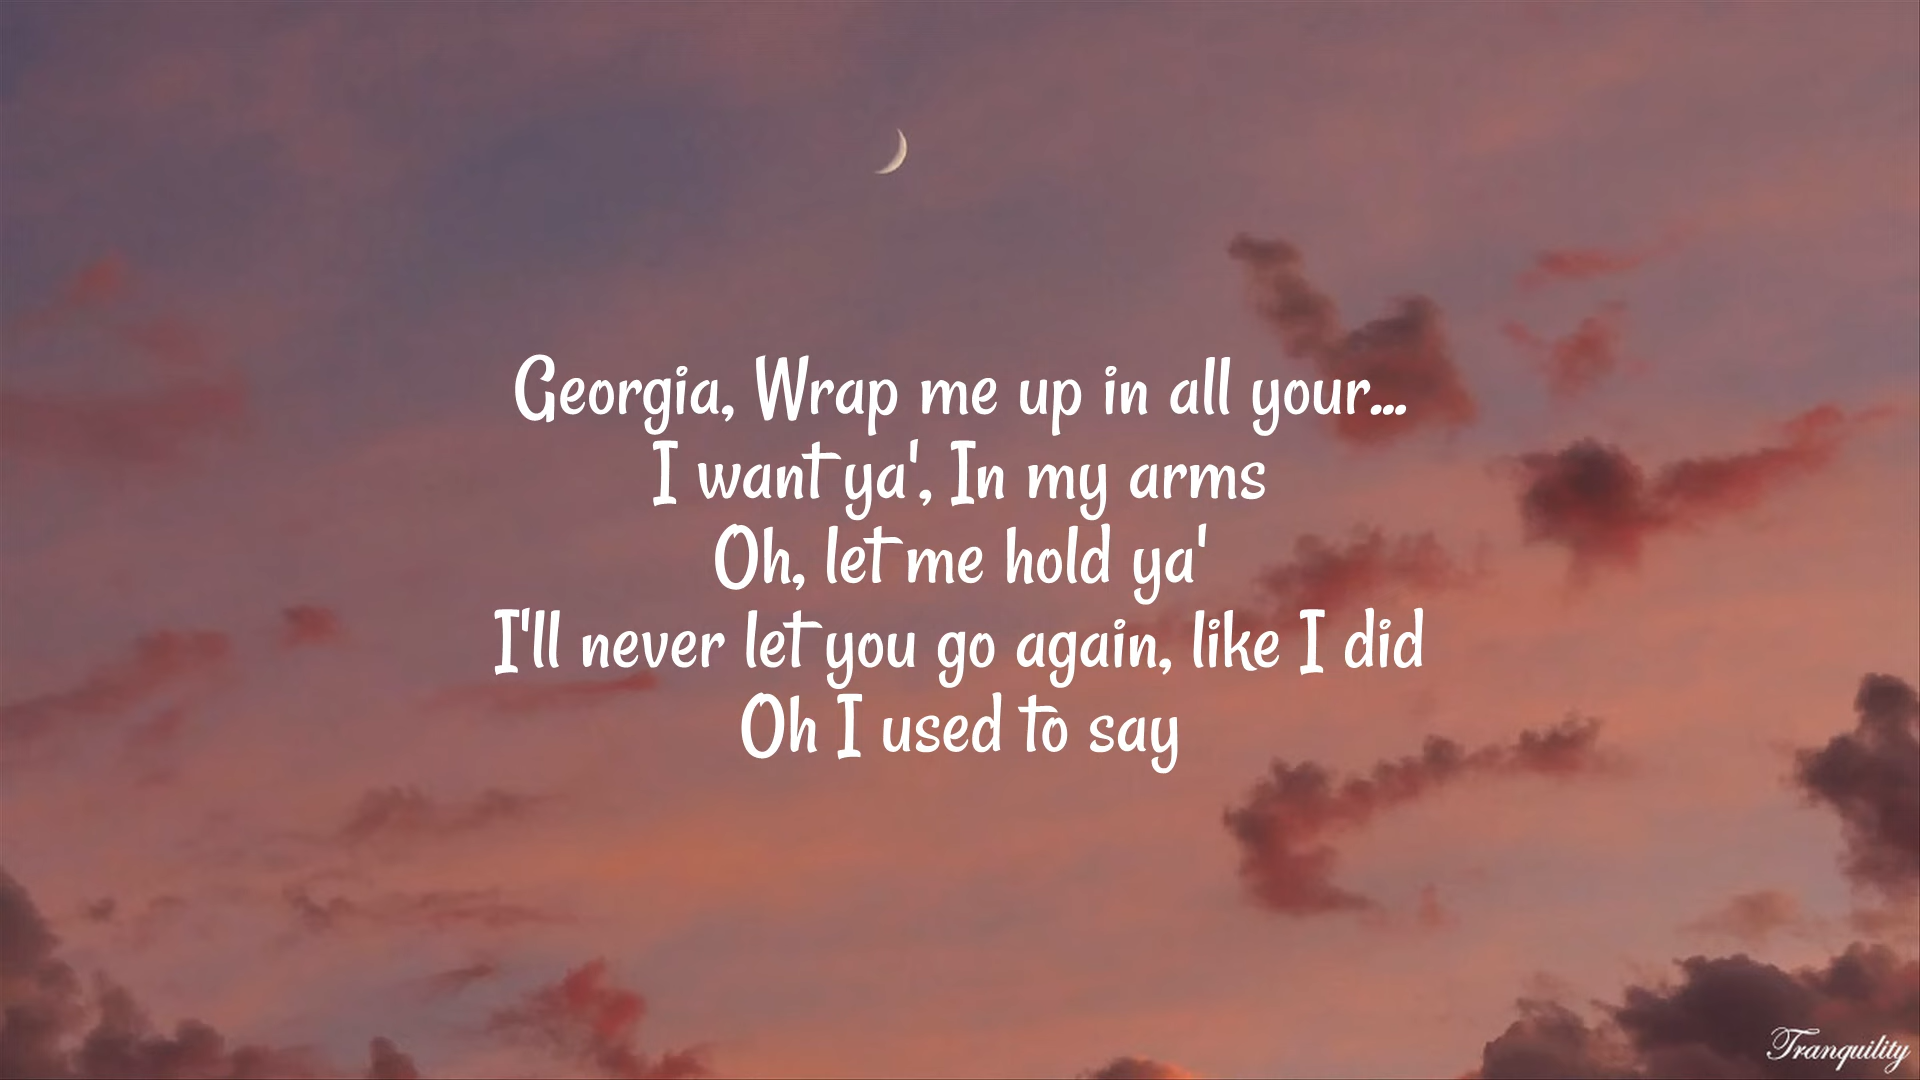 Georgia, Wrap me up in all your...
I want ya', In my arms
Oh, let me hold ya'
I'll never let you go again, like I did
Oh I used to say
Tranquility